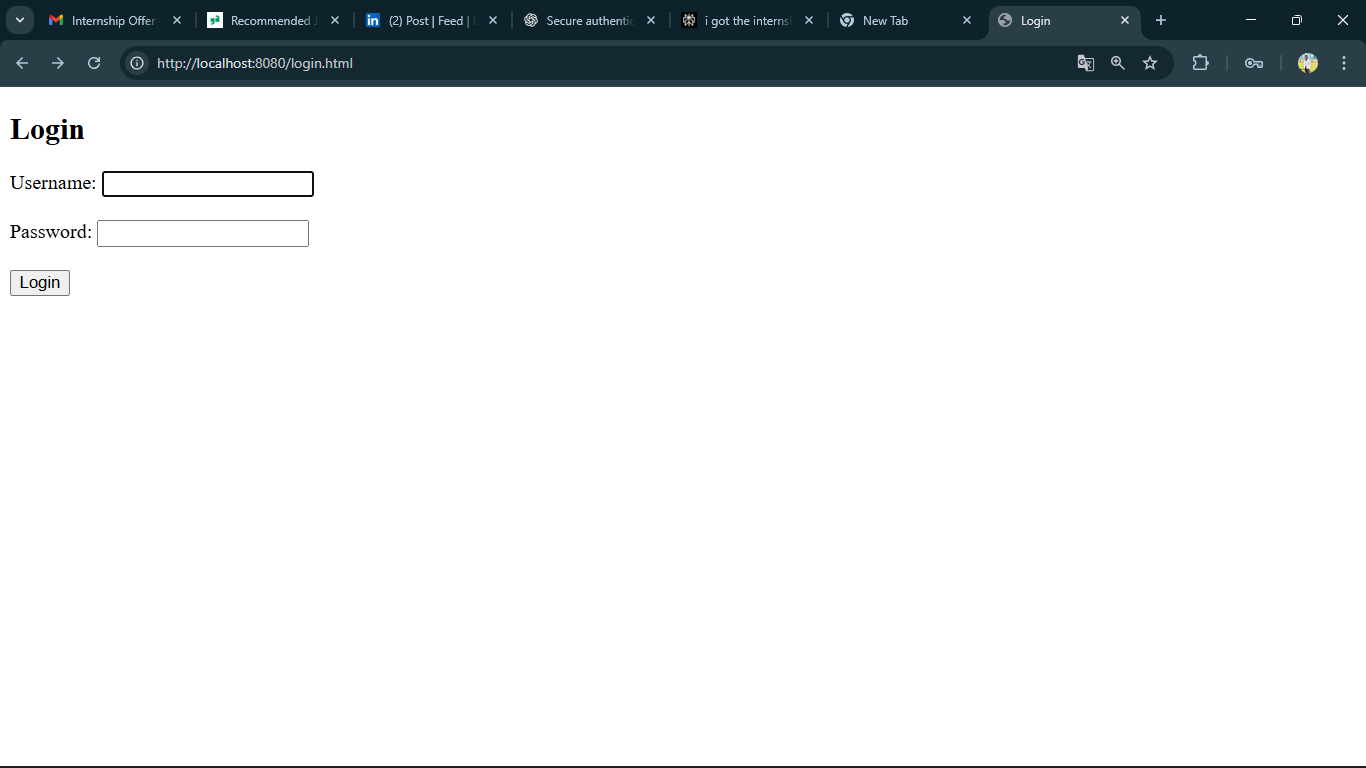 Internship Offer
Recommended
(2) Post | Feed |
Secure authentic
i got the interns
New Tab
Login
http://localhost:8080/login.html
Login
Username:
Password:
Login